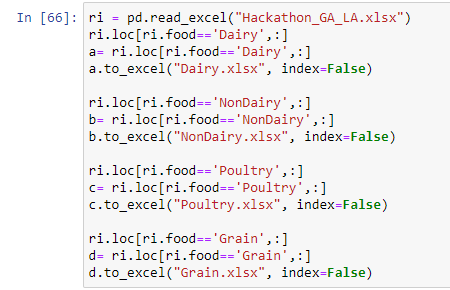 In [66]: ri = pd.read_excel("Hackathon_GA_LA.xlsx")
ri.loc[ri.food=='Dairy',:]
a= ri.loc[ri.food=='Dairy',:]
a.to_excel("Dairy.xlsx", index=False)
ri.loc[ri.food=='NonDairy',:]
b= ri.loc[ri.food=='NonDairy',:]
b.to_excel("NonDairy.xlsx", index=False)
ri.loc[ri.food=='Poultry',:]
c= ri.loc[ri.food=='Poultry',:]
c.to_excel("Poultry.xlsx", index=False)
ri.loc[ri.food=='Grain',:]
d= ri.loc[ri.food=='Grain',:]
d.to_excel("Grain.xlsx", index=False)